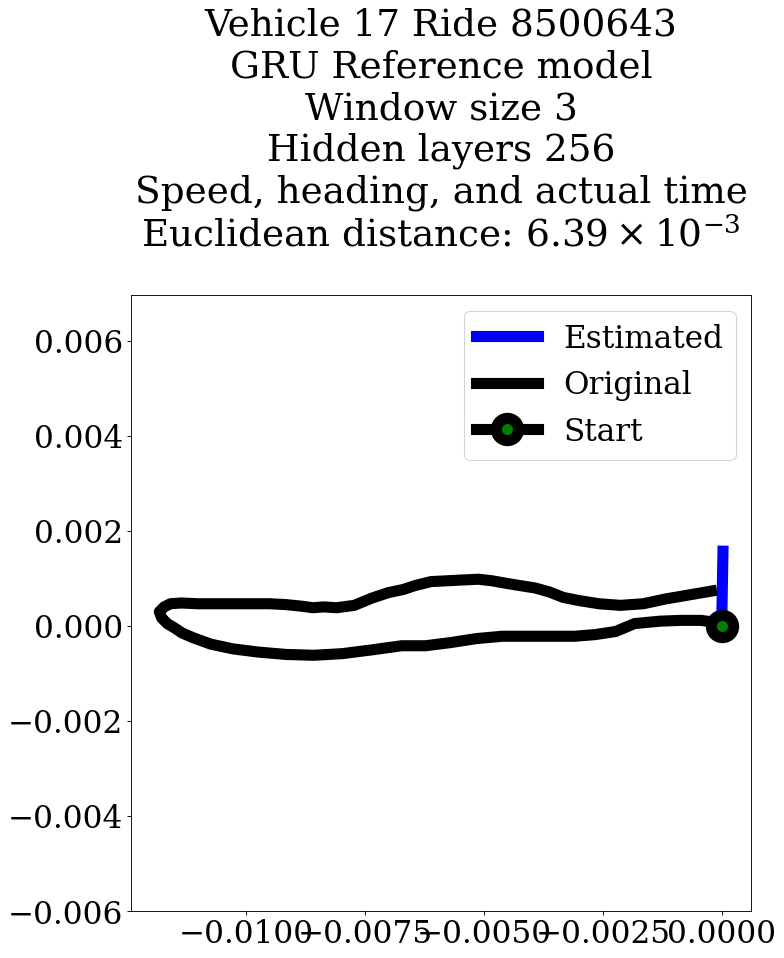 Vehicle 17 Ride 8500643
GRU Reference model
Window size 3
Hidden layers 256
Speed, heading, and actual time
Euclidean distance: 6.39 × 10⁻³
Estimated
Original
Start
0.006
0.004
0.002
0.000
−0.002
−0.004
−0.006
−0.0100 −0.0075 −0.0050 −0.0025 0.0000